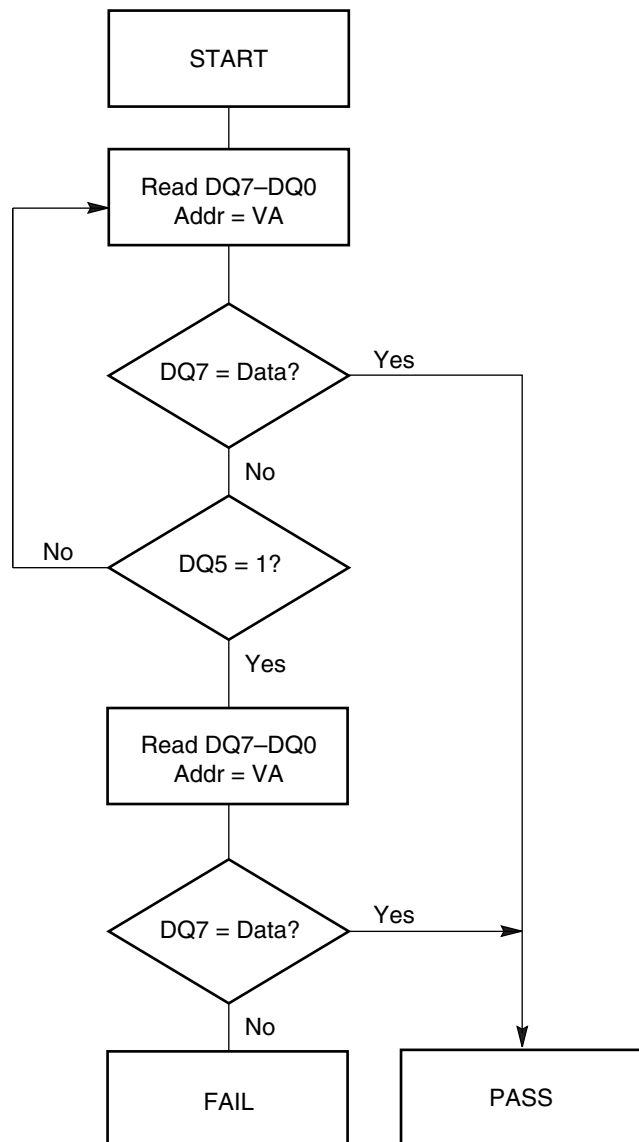 START
Read DQ7–DQ0
Addr = VA
DQ7 = Data?
Yes
No
DQ5 = 1?
No
Yes
Read DQ7–DQ0
Addr = VA
DQ7 = Data?
Yes
No
FAIL
PASS